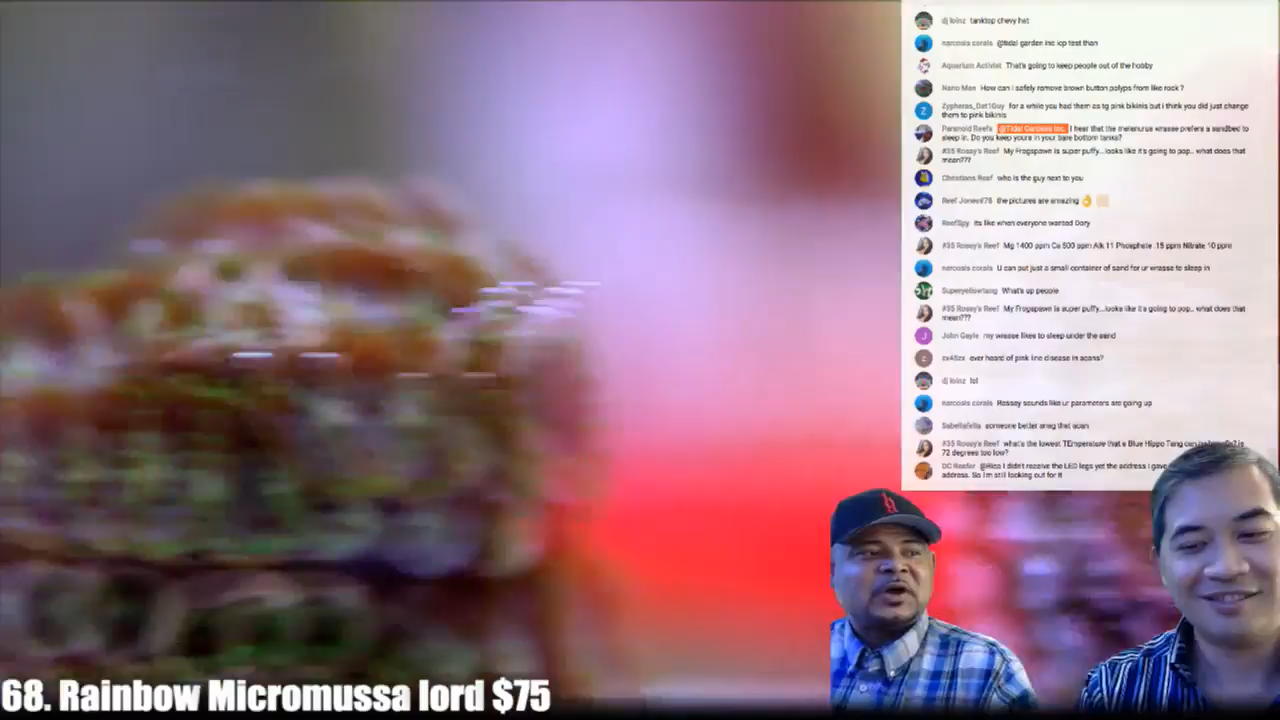 dj loinz tanktop chevy hat
narcosis corals @tidal garden inc icp test than
Aquarium Activist That's going to keep people out of the hobby
Nano Man How can i safely remove brown button polyps from like rock ?
Z Zypheras_Dat1Guy for a while you had them as tg pink bikinis but i think you did just change
them to pink bikinis
Paranoid Reefs @Tidal Gardens Inc. I hear that the melanurus wrasse prefers a sandbed to
sleep in. Do you keep yours in your bare bottom tanks?
#35 Rossy's Reef My Frogspawn is super puffy...looks like it's going to pop.. what does that
mean???
Christians Reef who is the guy next to you
Reef Jones#78 the pictures are amazing
ReefSpy its like when everyone wanted Dory
#35 Rossy's Reef Mg 1400 ppm Ca 500 ppm Alk 11 Phosphate .15 ppm Nitrate 10 ppm
narcosis corals U can put just a small container of sand for ur wrasse to sleep in
Superyellowtang What's up people
#35 Rossy's Reef My Frogspawn is super puffy...looks like it's going to pop.. what does that
mean???
J John Gayle my wrasse likes to sleep under the sand
Z zx45zx ever heard of pink line disease in acans?
dj loinz lol
narcosis corals Rossy sounds like ur parameters are going up
Sabellafella someone better snag that acan
#35 Rossy's Reef what's the lowest TEmperature that a Blue Hippo Tang can is
72 degrees too low?
DC Reefer @Rico I didn't receive the LED legs yet the address i gave
address. So I'm still looking out for it
68. Rainbow Micromussa lord $75